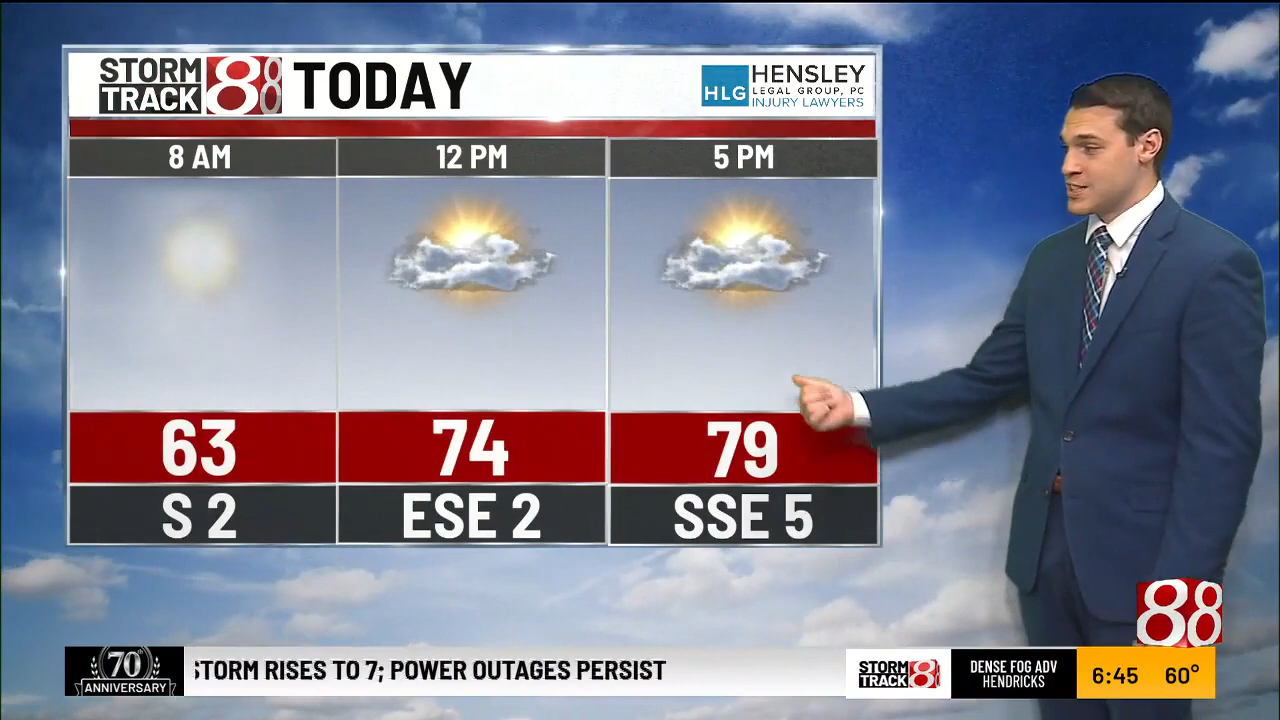 STORM
TRACK 8
TODAY
HLG
HENSLEY
LEGAL GROUP, PC
INJURY LAWYERS
8 AM
12 PM
5 PM
63
74
79
S 2
ESE 2
SSE 5
8
70th
ANNIVERSARY
STORM RISES TO 7; POWER OUTAGES PERSIST
STORM
TRACK 8
DENSE FOG ADV
HENDRICKS
6:45
60°